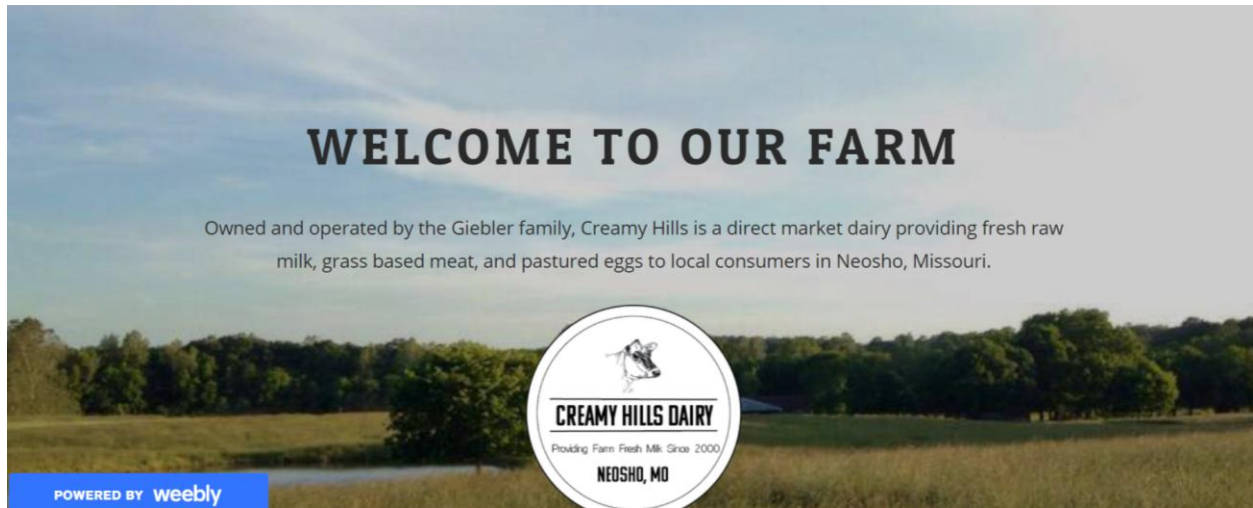 WELCOME TO OUR FARM
Owned and operated by the Giebler family, Creamy Hills is a direct market dairy providing fresh raw
milk, grass based meat, and pastured eggs to local consumers in Neosho, Missouri.
CREAMY HILLS DAIRY
Providing Farm Fresh Milk Since 2000
NEOSHO, MO
POWERED BY weebly